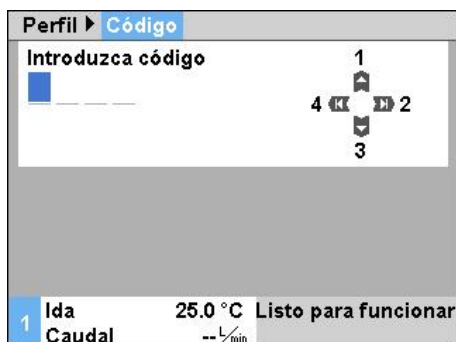 Perfil ▶ Código
Introduzca código
1
4 2
3
1
Ida 25.0 °C Listo para funcionar
Caudal -- L/min